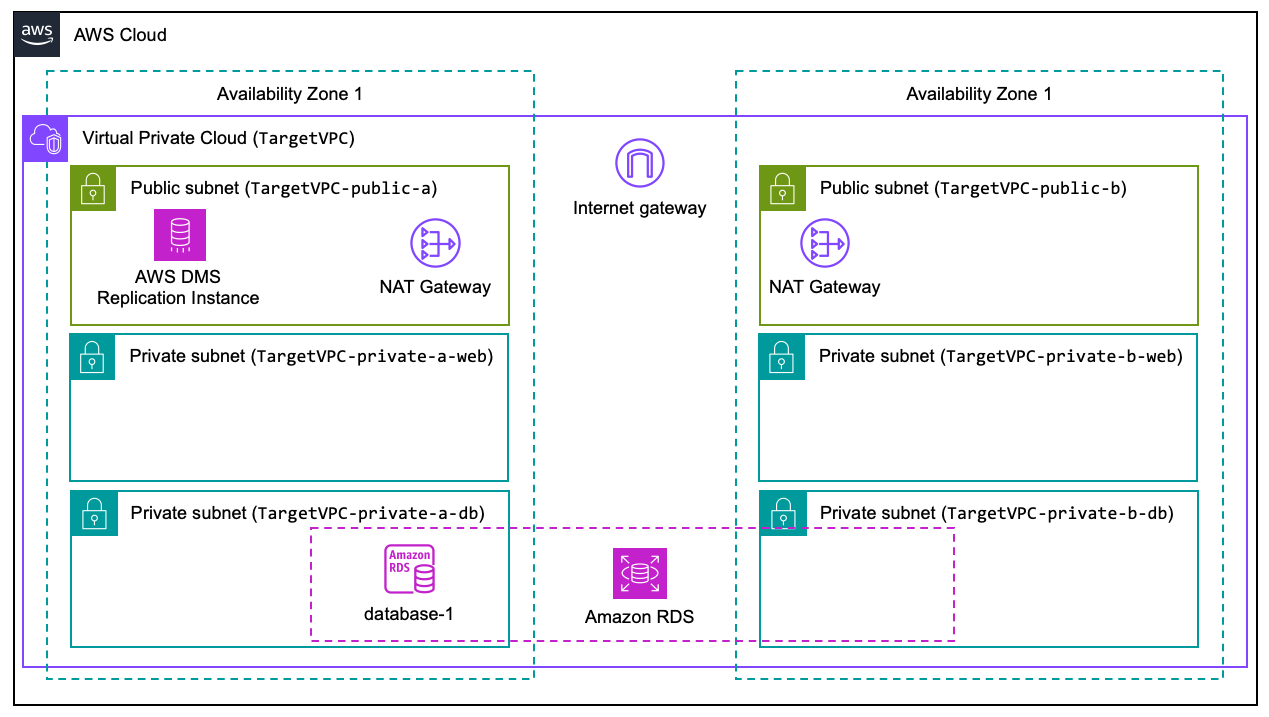 aws
AWS Cloud
Availability Zone 1
Availability Zone 1
Virtual Private Cloud (TargetVPC)
Internet gateway
Public subnet (TargetVPC-public-a)
AWS DMS
Replication Instance
NAT Gateway
Public subnet (TargetVPC-public-b)
NAT Gateway
Private subnet (TargetVPC-private-a-web)
Private subnet (TargetVPC-private-b-web)
Private subnet (TargetVPC-private-a-db)
Private subnet (TargetVPC-private-b-db)
Amazon
RDS
database-1
Amazon RDS